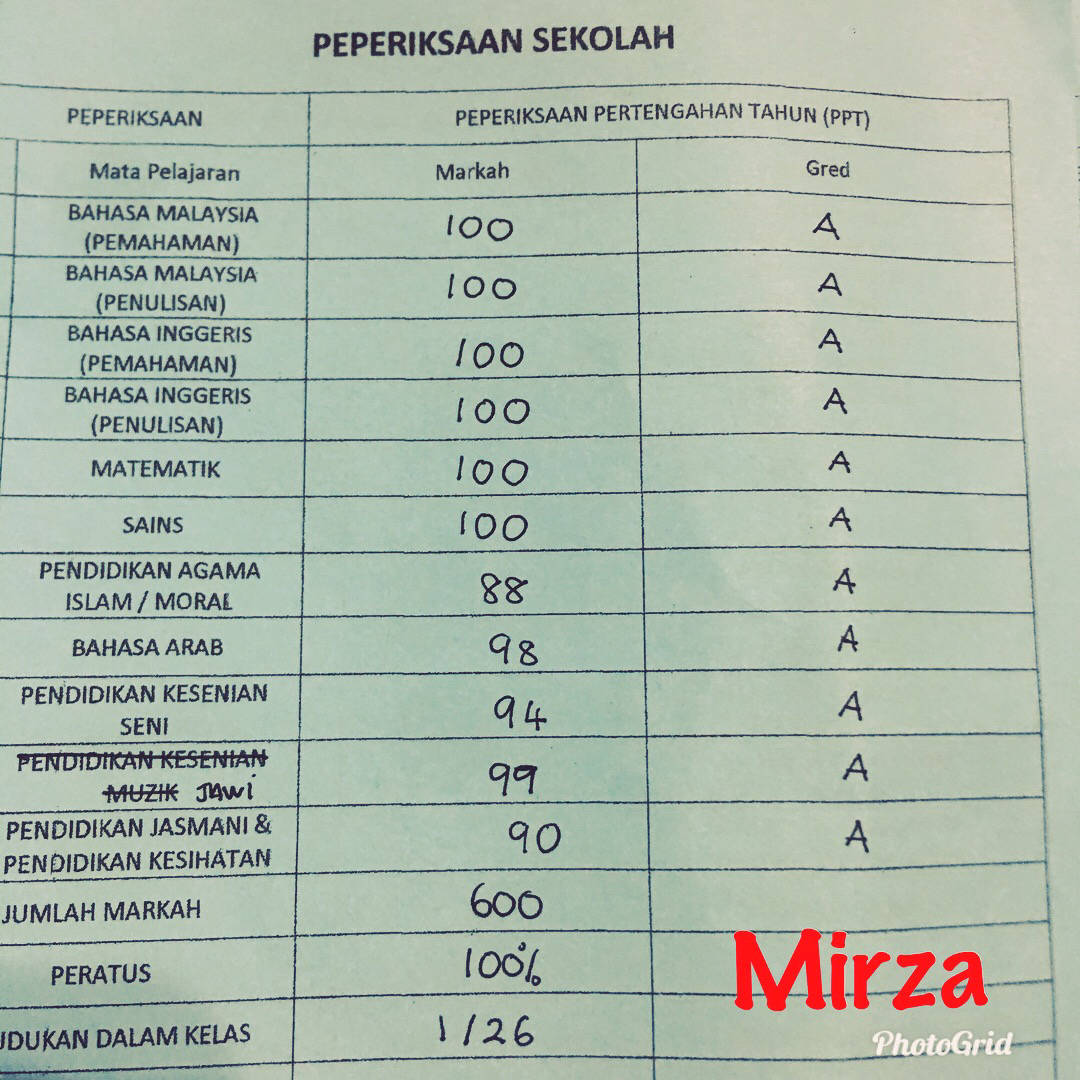 PEPERIKSAAN SEKOLAH
PEPERIKSAAN PEPERIKSAAN PERTENGAHAN TAHUN (PPT)
Mata Pelajaran Markah Gred
BAHASA MALAYSIA
(PEMAHAMAN) 100 A
BAHASA MALAYSIA
(PENULISAN) 100 A
BAHASA INGGERIS
(PEMAHAMAN) 100 A
BAHASA INGGERIS
(PENULISAN) 100 A
MATEMATIK 100 A
SAINS 100 A
PENDIDIKAN AGAMA
ISLAM / MORAL 88 A
BAHASA ARAB 98 A
PENDIDIKAN KESENIAN
SENI 94 A
PENDIDIKAN KESENIAN
MUZIK JAWI 99 A
PENDIDIKAN JASMANI &
PENDIDIKAN KESIHATAN 90 A
JUMLAH MARKAH 600
PERATUS 100%
UDUKAN DALAM KELAS 1/26
Mirza
PhotoGrid